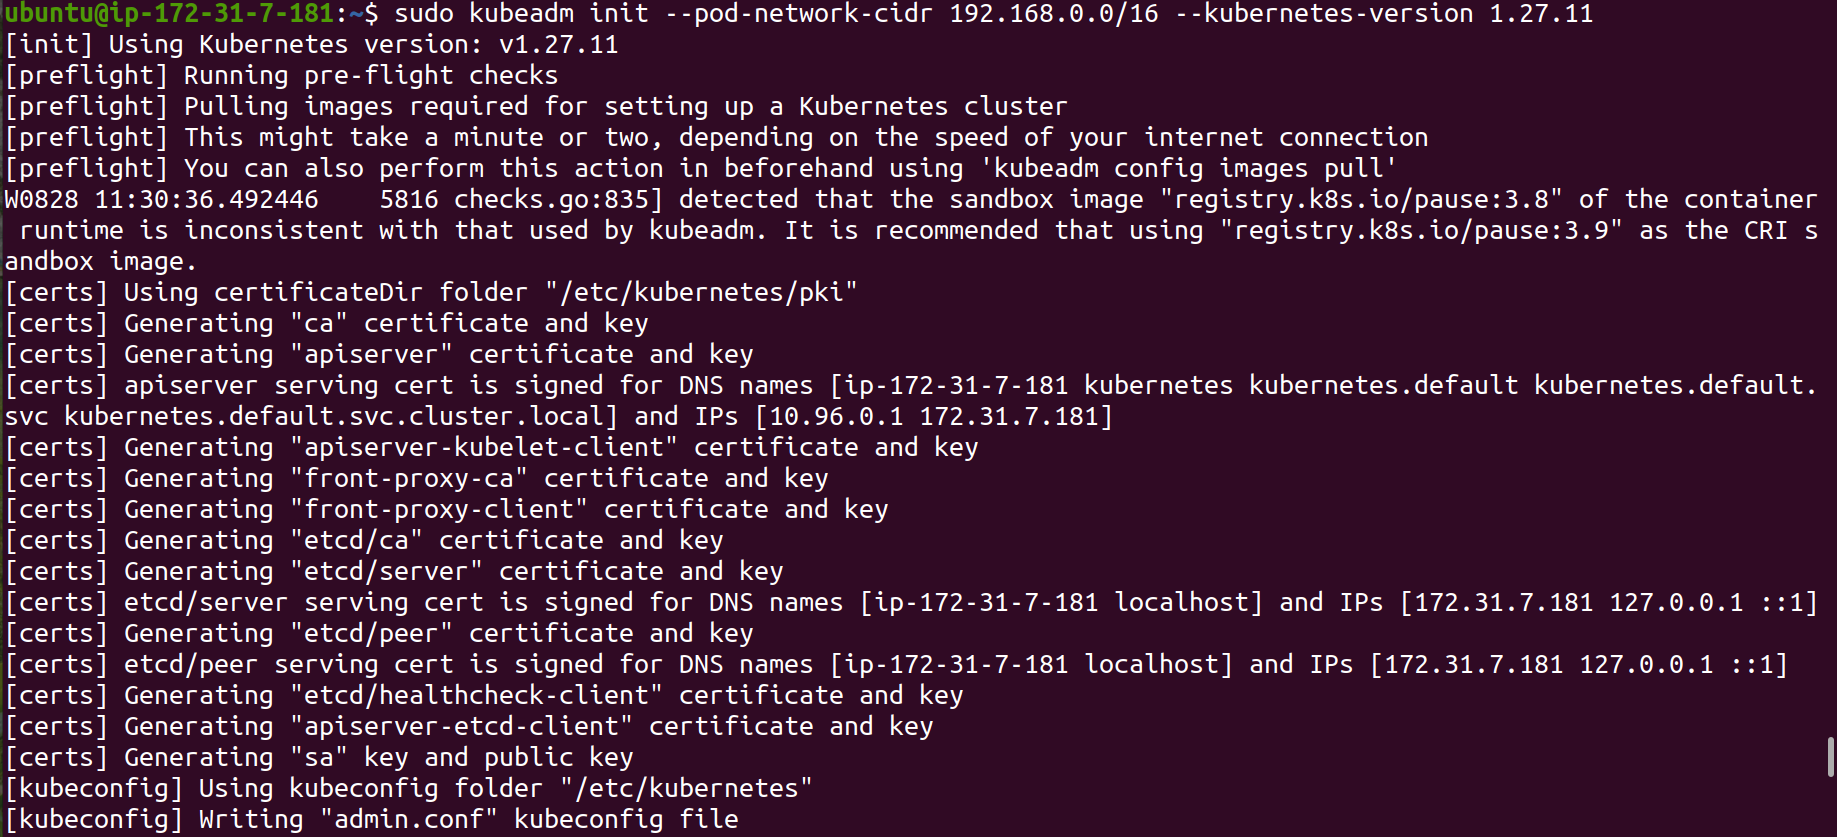 ubuntu@ip-172-31-7-181:~$ sudo kubeadm init --pod-network-cidr 192.168.0.0/16 --kubernetes-version 1.27.11
[init] Using Kubernetes version: v1.27.11
[preflight] Running pre-flight checks
[preflight] Pulling images required for setting up a Kubernetes cluster
[preflight] This might take a minute or two, depending on the speed of your internet connection
[preflight] You can also perform this action in beforehand using 'kubeadm config images pull'
W0828 11:30:36.492446    5816 checks.go:835] detected that the sandbox image "registry.k8s.io/pause:3.8" of the container
 runtime is inconsistent with that used by kubeadm. It is recommended that using "registry.k8s.io/pause:3.9" as the CRI s
andbox image.
[certs] Using certificateDir folder "/etc/kubernetes/pki"
[certs] Generating "ca" certificate and key
[certs] Generating "apiserver" certificate and key
[certs] apiserver serving cert is signed for DNS names [ip-172-31-7-181 kubernetes kubernetes.default kubernetes.default.
svc kubernetes.default.svc.cluster.local] and IPs [10.96.0.1 172.31.7.181]
[certs] Generating "apiserver-kubelet-client" certificate and key
[certs] Generating "front-proxy-ca" certificate and key
[certs] Generating "front-proxy-client" certificate and key
[certs] Generating "etcd/ca" certificate and key
[certs] Generating "etcd/server" certificate and key
[certs] etcd/server serving cert is signed for DNS names [ip-172-31-7-181 localhost] and IPs [172.31.7.181 127.0.0.1 ::1]
[certs] Generating "etcd/peer" certificate and key
[certs] etcd/peer serving cert is signed for DNS names [ip-172-31-7-181 localhost] and IPs [172.31.7.181 127.0.0.1 ::1]
[certs] Generating "etcd/healthcheck-client" certificate and key
[certs] Generating "apiserver-etcd-client" certificate and key
[certs] Generating "sa" key and public key
[kubeconfig] Using kubeconfig folder "/etc/kubernetes"
[kubeconfig] Writing "admin.conf" kubeconfig file